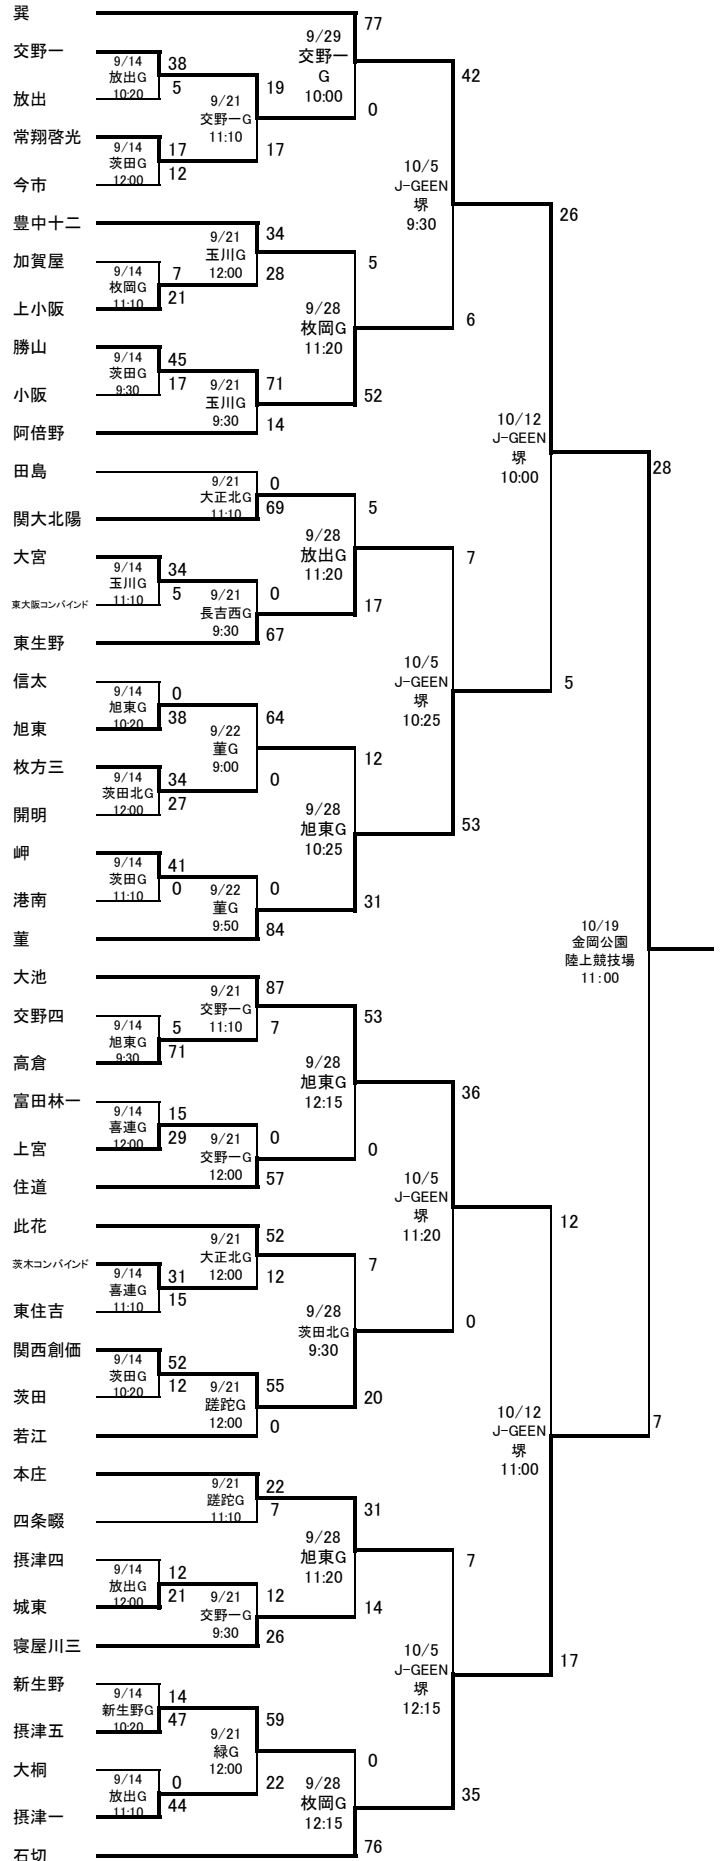 巽
77
9/29
交野一
G
10:00
交野一
9/14
放出G
10:20
38
5
42
放出
9/21
交野一G
11:10
19
0
常翔啓光
9/14
茨田G
12:00
17
12
17
今市
10/5
J-GEEN
堺
9:30
豊中十二
9/21
玉川G
12:00
34
28
26
加賀屋
9/14
枚岡G
11:10
7
21
5
上小阪
9/28
枚岡G
11:20
6
勝山
9/14
茨田G
9:30
45
17
小阪
9/21
玉川G
9:30
71
14
52
阿倍野
10/12
J-GEEN
堺
10:00
28
田島
9/21
大正北G
11:10
0
69
5
関大北陽
9/28
放出G
11:20
7
大宮
9/14
玉川G
11:10
34
5
東大阪コンバインド
9/21
長吉西G
9:30
0
67
17
東生野
10/5
J-GEEN
堺
10:25
5
信太
9/14
旭東G
10:20
0
38
旭東
9/22
菫G
9:00
64
0
12
枚方三
9/14
茨田北G
12:00
34
27
開明
9/28
旭東G
10:25
53
岬
9/14
茨田G
11:10
41
0
港南
9/22
菫G
9:50
0
84
31
菫
10/19
金岡公園
陸上競技場
11:00
大池
9/21
交野一G
11:10
87
7
53
交野四
9/14
旭東G
9:30
5
71
高倉
9/28
旭東G
12:15
36
富田林一
9/14
喜連G
12:00
15
29
上宮
9/21
交野一G
12:00
0
57
0
住道
10/5
J-GEEN
堺
11:20
12
此花
9/21
大正北G
12:00
52
12
7
茨木コンバインド
9/14
喜連G
11:10
31
15
東住吉
9/28
茨田北G
9:30
0
関西創価
9/14
茨田G
10:20
52
12
茨田
9/21
蹉跎G
12:00
55
0
20
若江
10/12
J-GEEN
堺
11:00
7
本庄
9/21
蹉跎G
11:10
22
7
31
四条畷
9/28
旭東G
11:20
7
摂津四
9/14
放出G
12:00
12
21
城東
9/21
交野一G
9:30
12
26
14
寝屋川三
10/5
J-GEEN
堺
12:15
17
新生野
9/14
新生野G
10:20
14
47
摂津五
9/21
緑G
12:00
59
22
0
大桐
9/14
放出G
11:10
0
44
摂津一
9/28
枚岡G
12:15
35
石切
76